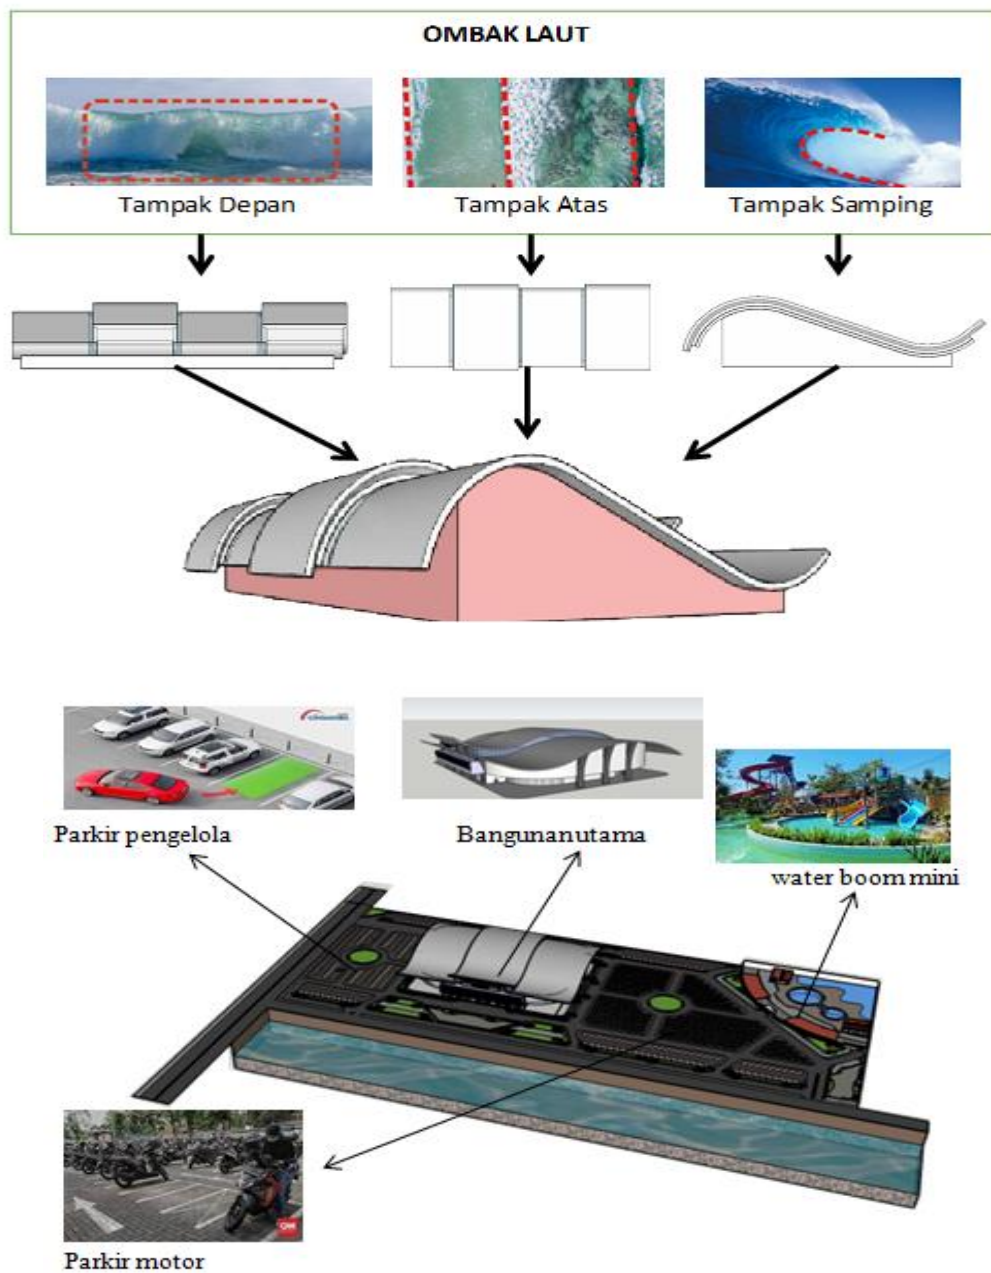 OMBAK LAUT
Tampak Depan
Tampak Atas
Tampak Samping
Parkir pengelola
Bangunanutama
water boom mini
Parkir motor